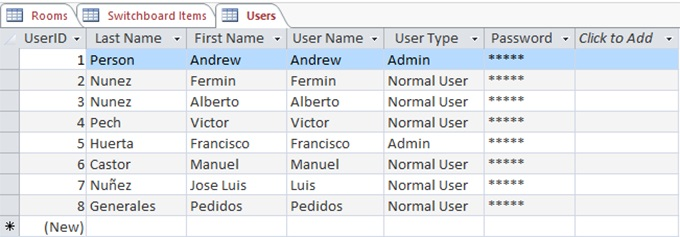 Rooms Switchboard Items Users
UserID Last Name First Name User Name User Type Password Click to Add
1 Person Andrew Andrew Admin *****
2 Nunez Fermin Fermin Normal User *****
3 Nunez Alberto Alberto Normal User *****
4 Pech Victor Victor Normal User *****
5 Huerta Francisco Francisco Admin *****
6 Castor Manuel Manuel Normal User *****
7 Nuñez Jose Luis Luis Normal User *****
8 Generales Pedidos Pedidos Normal User *****
* (New)